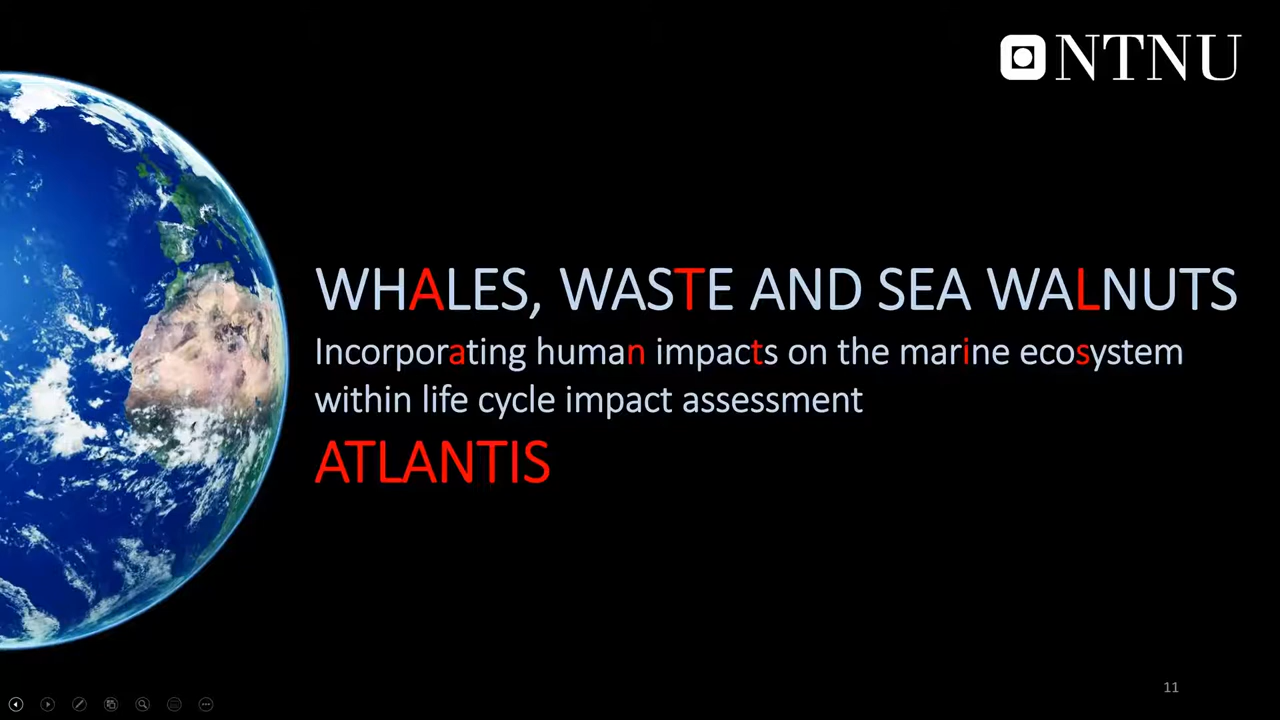 NTNU
WHALES, WASTE AND SEA WALNUTS
Incorporating human impacts on the marine ecosystem
within life cycle impact assessment
ATLANTIS
11